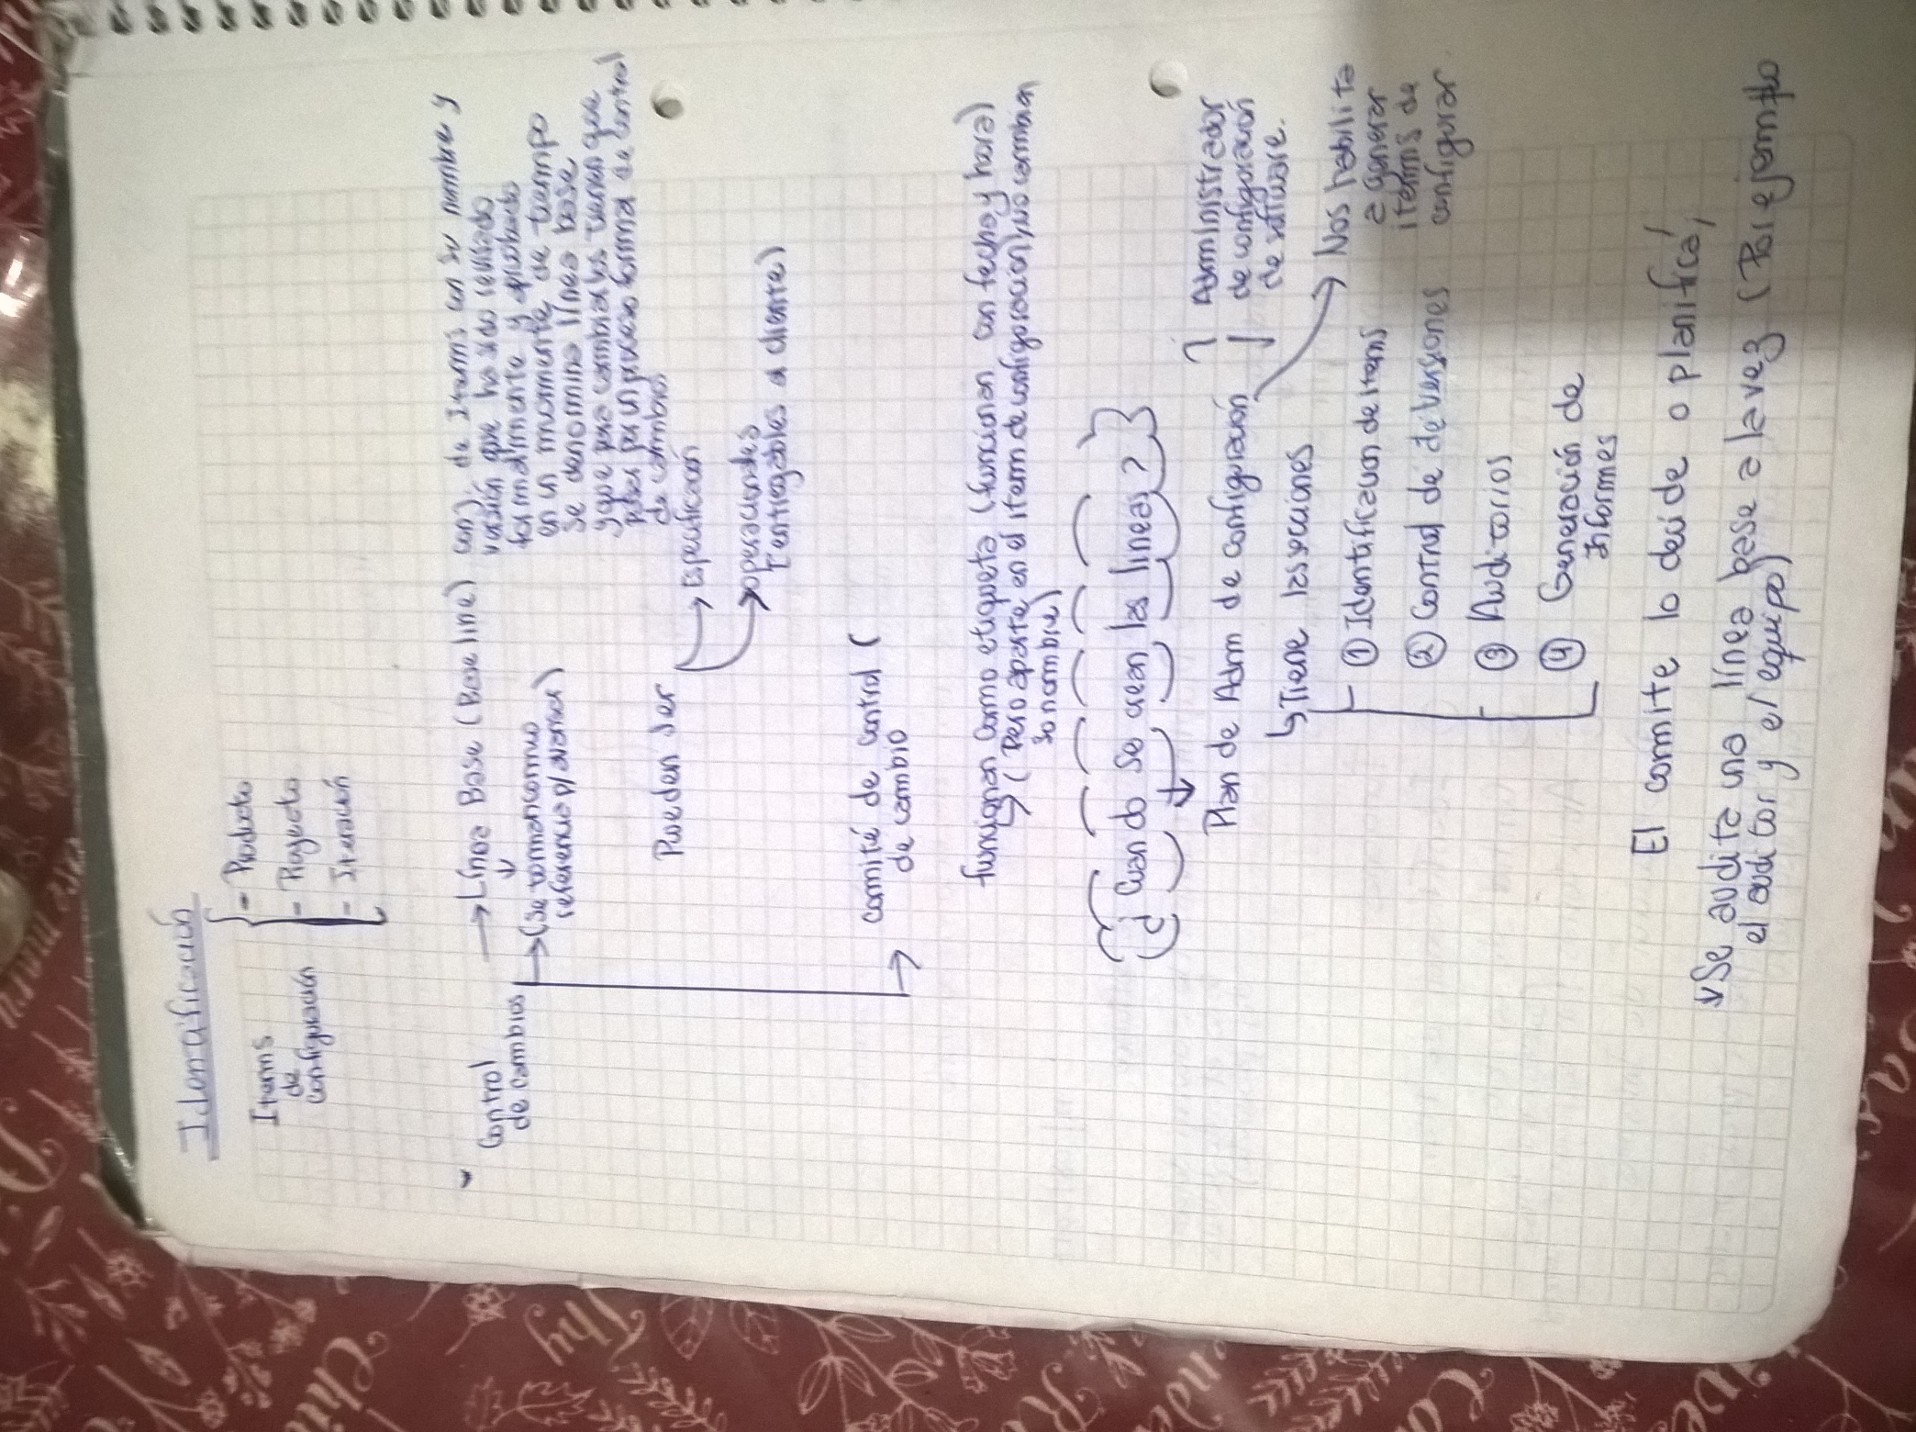 Identificación
Items
de
configuración
- Producto
- Proyecto
- Iteración
Control
de cambios
→ Línea Base (Base line)
conj. de Items con su nombre y
versión que ha sido revisado
formalmente y aprobado
en un momente de tiempo
se denomina línea base
y que para cambiarlos tienen que
pasar por un proceso formal de control
de cambios
↓
→ (Se toman como
referencia p/ avanzar)
Pueden ser
→ Especificación
→ operacionales
[entregables al cliente)
→ comité de control (
de cambio
funcionan como etiqueta (funcionan con fecha y hora)
→ ( Pero aparte en el item de configuración, No cambian
su nombre)
¿Cuando se crean las lineas?
↓
Plan de Adm de configuración
Administrador
de configuración
de software.
↳ Tiene las secciones
→ Nos habilita
a generar
items de
configurar
① Identificacion de items
② Control de de versiones
③ Auditorios
④ Generación de
Informes
El comite lo decide o planifica,
↓ Se audita una línea base a la vez (Por ejemplo
el auditor y el equipo)